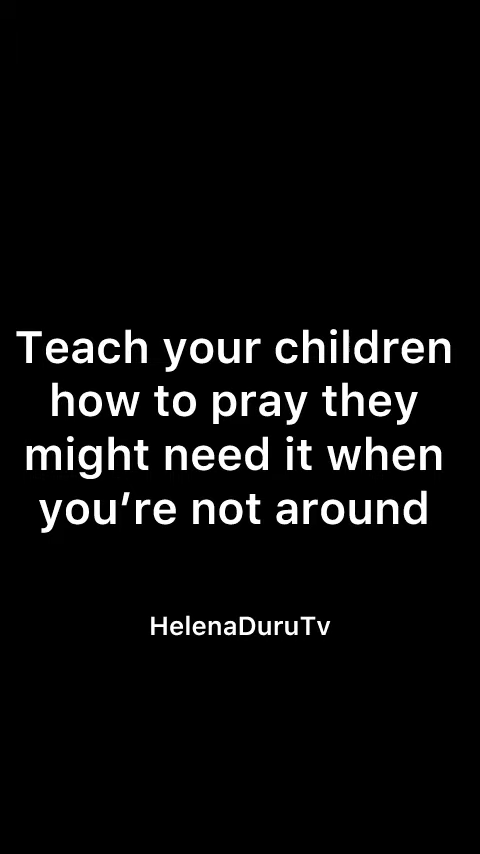 Teach your children
how to pray they
might need it when
you’re not around
HelenaDuruTv